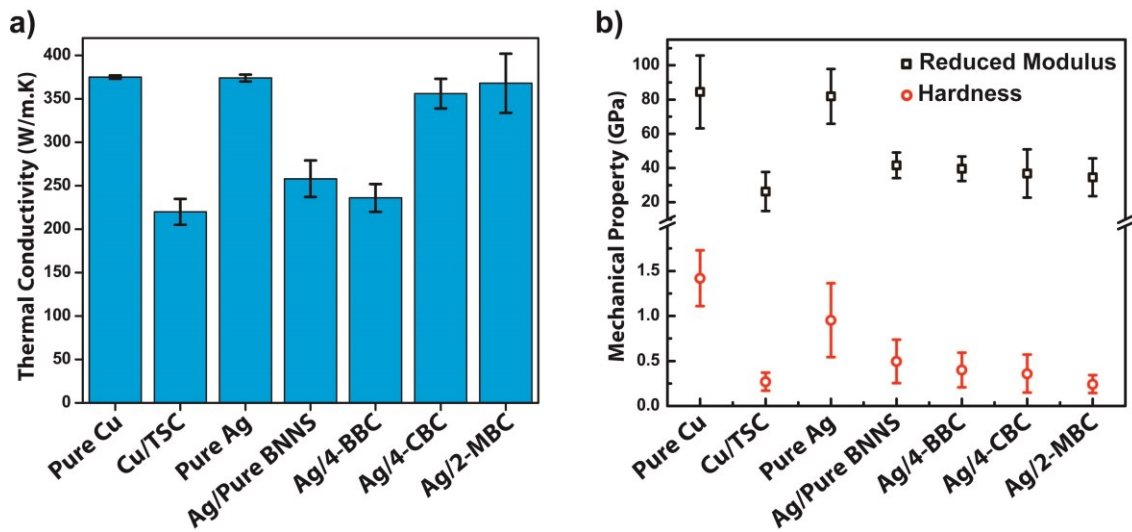 a)
Thermal Conductivity (W/m.K)
400
350
300
250
200
150
100
50
0
Pure Cu
Cu/TSC
Pure Ag
Ag/Pure BNNS
Ag/4-BBC
Ag/4-CBC
Ag/2-MBC
b)
Mechanical Property (GPa)
Reduced Modulus
Hardness
100
80
60
40
20
1.5
1.0
0.5
0.0
Pure Cu
Cu/TSC
Pure Ag
Ag/Pure BNNS
Ag/4-BBC
Ag/4-CBC
Ag/2-MBC